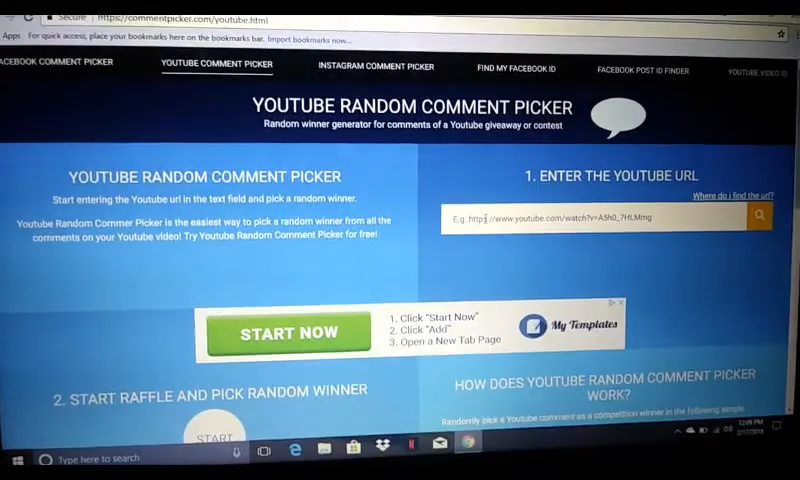 Secure https://commentpicker.com/youtube.html
Apps For quick access, place your bookmarks here on the bookmarks bar. Import bookmarks now...
ACEBOOK COMMENT PICKER YOUTUBE COMMENT PICKER INSTAGRAM COMMENT PICKER FIND MY FACEBOOK ID FACEBOOK POST ID FINDER YOUTUBE VIDEO ID
YOUTUBE RANDOM COMMENT PICKER
Random winner generator for comments of a Youtube giveaway or contest
YOUTUBE RANDOM COMMENT PICKER
Start entering the Youtube url in the text field and pick a random winner.
Youtube Random Commer Picker is the easiest way to pick a random winner from all the
comments on your Youtube video! Try Youtube Random Comment Picker for free!
1. ENTER THE YOUTUBE URL
Where do i find the url?
E.g. https://www.youtube.com/watch?v=A5h0_7HLMmg
START NOW
1. Click "Start Now"
2. Click "Add"
3. Open a New Tab Page
My Templates
2. START RAFFLE AND PICK RANDOM WINNER
START
HOW DOES YOUTUBE RANDOM COMMENT PICKER
WORK?
Randomly pick a Youtube comment as a competition winner in the following simple
Type here to search
12:09 PM